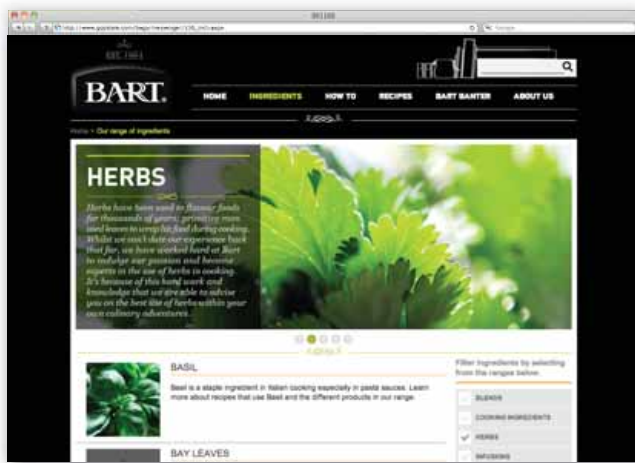 EST. 1963
BART.
HOME INGREDIENTS HOW TO RECIPES BART BANTER ABOUT US
Home > Our range of ingredients
HERBS
Herbs have been used to flavour foods
for thousands of years; primitive man
used leaves to wrap his food during cooking.
Whilst we can't date our experience back
that far, we have worked hard at Bart
to indulge our passion and become
experts in the use of herbs in cooking.
It's because of this hard work and
knowledge that we are able to advise
you on the best use of herbs within your
own culinary adventures.
BASIL
Basil is a staple ingredient in Italian cooking especially in pasta sauces. Learn
more about recipes that use Basil and the different products in our range.
BAY LEAVES
Filter ingredients by selecting
from the ranges below.
BLENDS
COOKING INGREDIENTS
HERBS
INFUSIONS